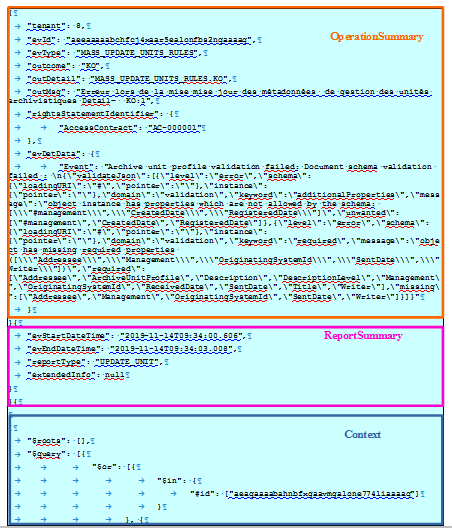 {
"tenant": 8,
OperationSummary
"evType": "MASS_UPDATE_UNITS_RULES",
"outcome": "KO",
"outDetail": "MASS_UPDATE_UNITS_RULES.KO",
"outMsg": "Erreur lors de la mise mise jour des métadonnées de gestion des unités
archivistiques Detail= KO:1",
"rightsStatementIdentifier": {
"AccessContract": "AC-000001"
},
"evDetData": {
"Event": "Archive unit profile validation failed: Document schema validation
failed : \n{\"validateJson\":[{\"level\":\"error\",\"schema\":
{\"loadingURI\":\"#\",\"pointer\":\"\"},\"instance\":
{\"pointer\":\"\"},\"domain\":\"validation\",\"keyword\":\"additionalProperties\",\"mess
age\":\"object instance has properties which are not allowed by the schema:
[\\\"#management\\\",\\\"CreatedDate\\\",\\\"RegisteredDate\\\"]\",\"unwanted\":
[\"#management\",\"CreatedDate\",\"RegisteredDate\"]},{\"level\":\"error\",\"schema\":
{\"loadingURI\":\"#\",\"pointer\":\"\"},\"instance\":
{\"pointer\":\"\"},\"domain\":\"validation\",\"keyword\":\"required\",\"message\":\"obje
ct has missing required properties
([\\\"Addressee\\\",\\\"Management\\\",\\\"OriginatingSystemId\\\",\\\"SentDate\\\",\\\"
Writer\\\"])\",\"required\":
[\"Addressee\",\"ArchiveUnitProfile\",\"Description\",\"DescriptionLevel\",\"Management\
",\"OriginatingSystemId\",\"ReceivedDate\",\"SentDate\",\"Title\",\"Writer\"],\"missing\
":[\"Addressee\",\"Management\",\"OriginatingSystemId\",\"SentDate\",\"Writer\"]}]}"
}
}{
"evStartDateTime": "2019-11-14T09:34:00.606",
ReportSummary
"evEndDateTime": "2019-11-14T09:34:03.008",
"reportType": "UPDATE_UNIT",
"extendedInfo": null
}
}{
{
Context
"$roots": [],
"$query": [{
"$or": [{
"$in": {
"#id": 
}
}, {